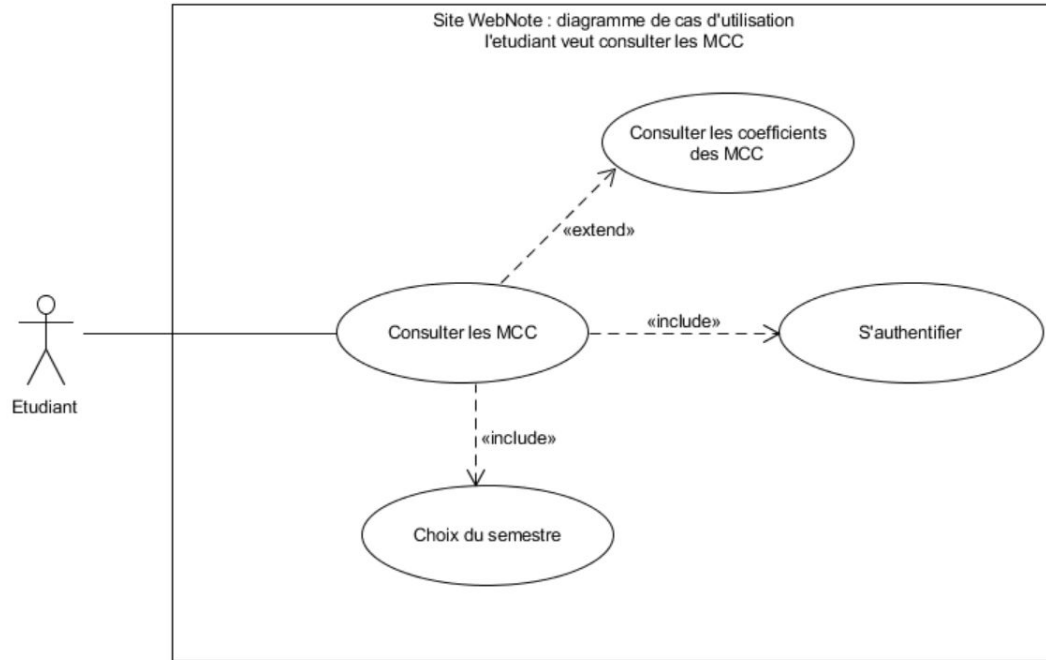 Site WebNote : diagramme de cas d'utilisation
l'etudiant veut consulter les MCC
Consulter les coefficients
des MCC
«extend»
Consulter les MCC
«include»
S'authentifier
Etudiant
«include»
Choix du semestre